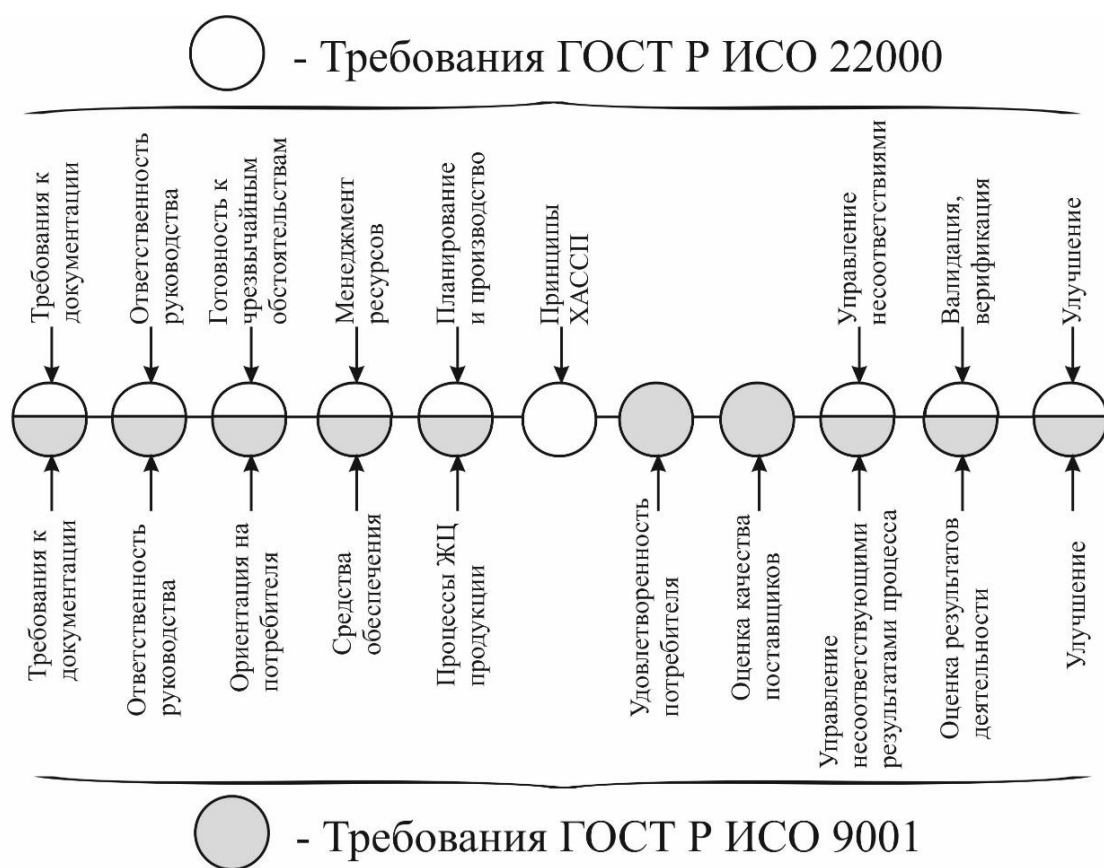 - Требования ГОСТ Р ИСО 22000
Требования к
документации
Ответственность
руководства
Готовность к
чрезвычайным
обстоятельствам
Менеджмент
ресурсов
Планирование
и производство
Принципы
ХАССП
Управление
несоответствиями
Валидация,
верификация
Улучшение
Требования к
документации
Ответственность
руководства
Ориентация на
потребителя
Средства
обеспечения
Процессы ЖЦ
продукции
Удовлетворенность
потребителя
Оценка качества
поставщиков
Управление
несоответствующими
результатами процесса
Оценка результатов
деятельности
Улучшение
- Требования ГОСТ Р ИСО 9001